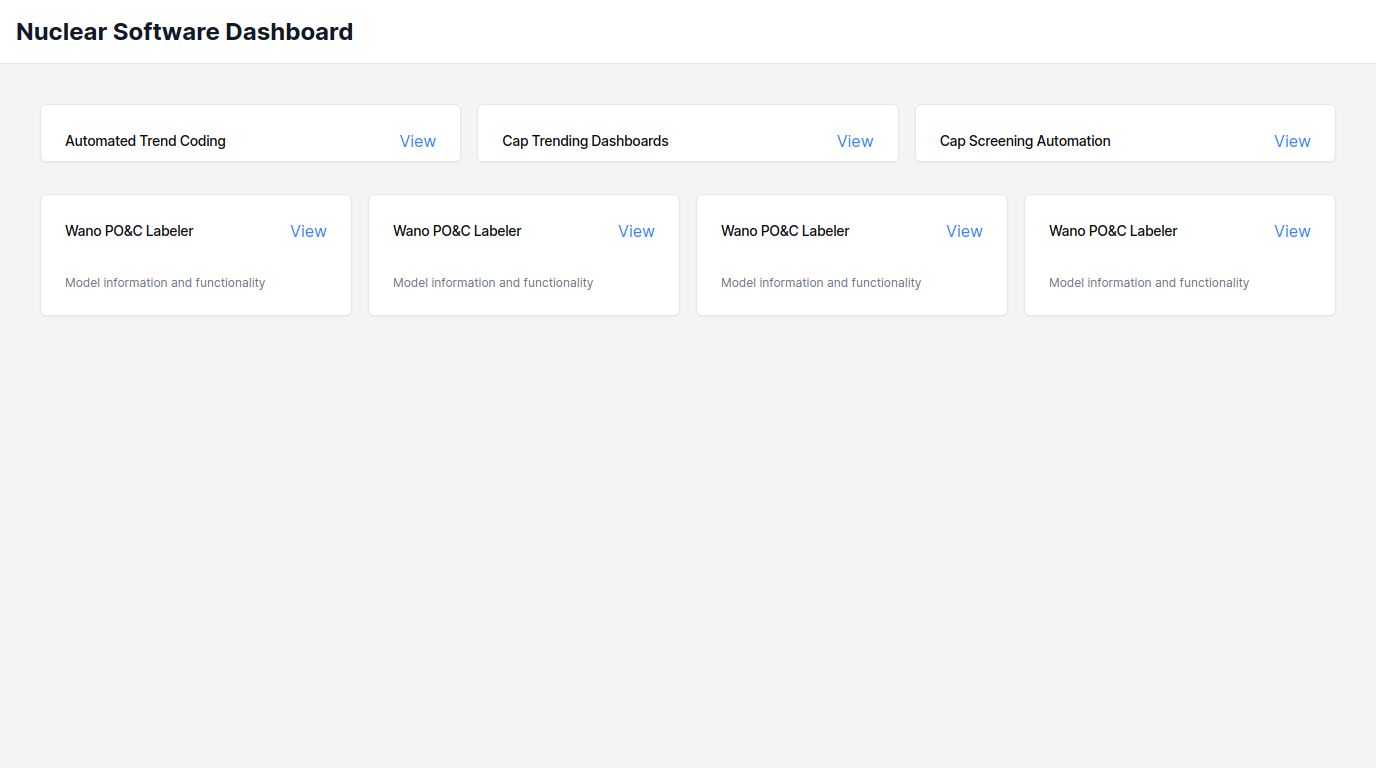 Nuclear Software Dashboard
Automated Trend Coding View
Cap Trending Dashboards View
Cap Screening Automation View
Wano PO&C Labeler View
Model information and functionality
Wano PO&C Labeler View
Model information and functionality
Wano PO&C Labeler View
Model information and functionality
Wano PO&C Labeler View
Model information and functionality